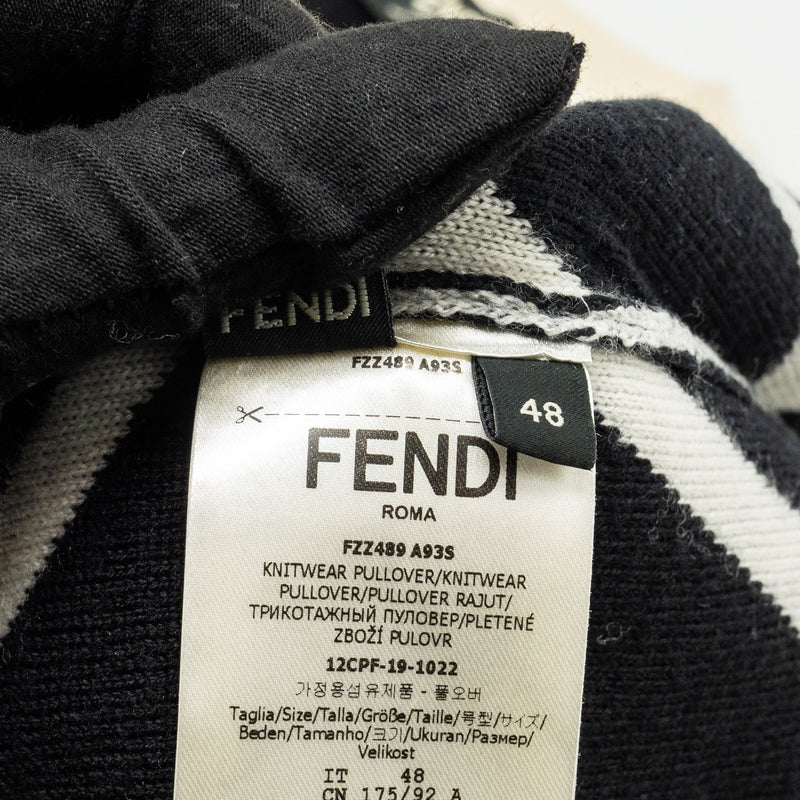 FENDI
FZZ489 A93S
48
FENDI
ROMA
FZZ489 A93S
KNITWEAR PULLOVER/KNITWEAR
PULLOVER/PULLOVER RAJUT/
ТРИКОТАЖНЫЙ ПУЛОВЕР/PLETENÉ
ZBOŽÍ PULOVR
12CPF-19-1022
가정용섬유제품 - 풀오버
Taglia/Size/Talla/Größe/Taille/号型/サイズ/
Beden/Tamanho/크기/Ukuran/Размер/
Velikost
IT 48
CN 175/92 A